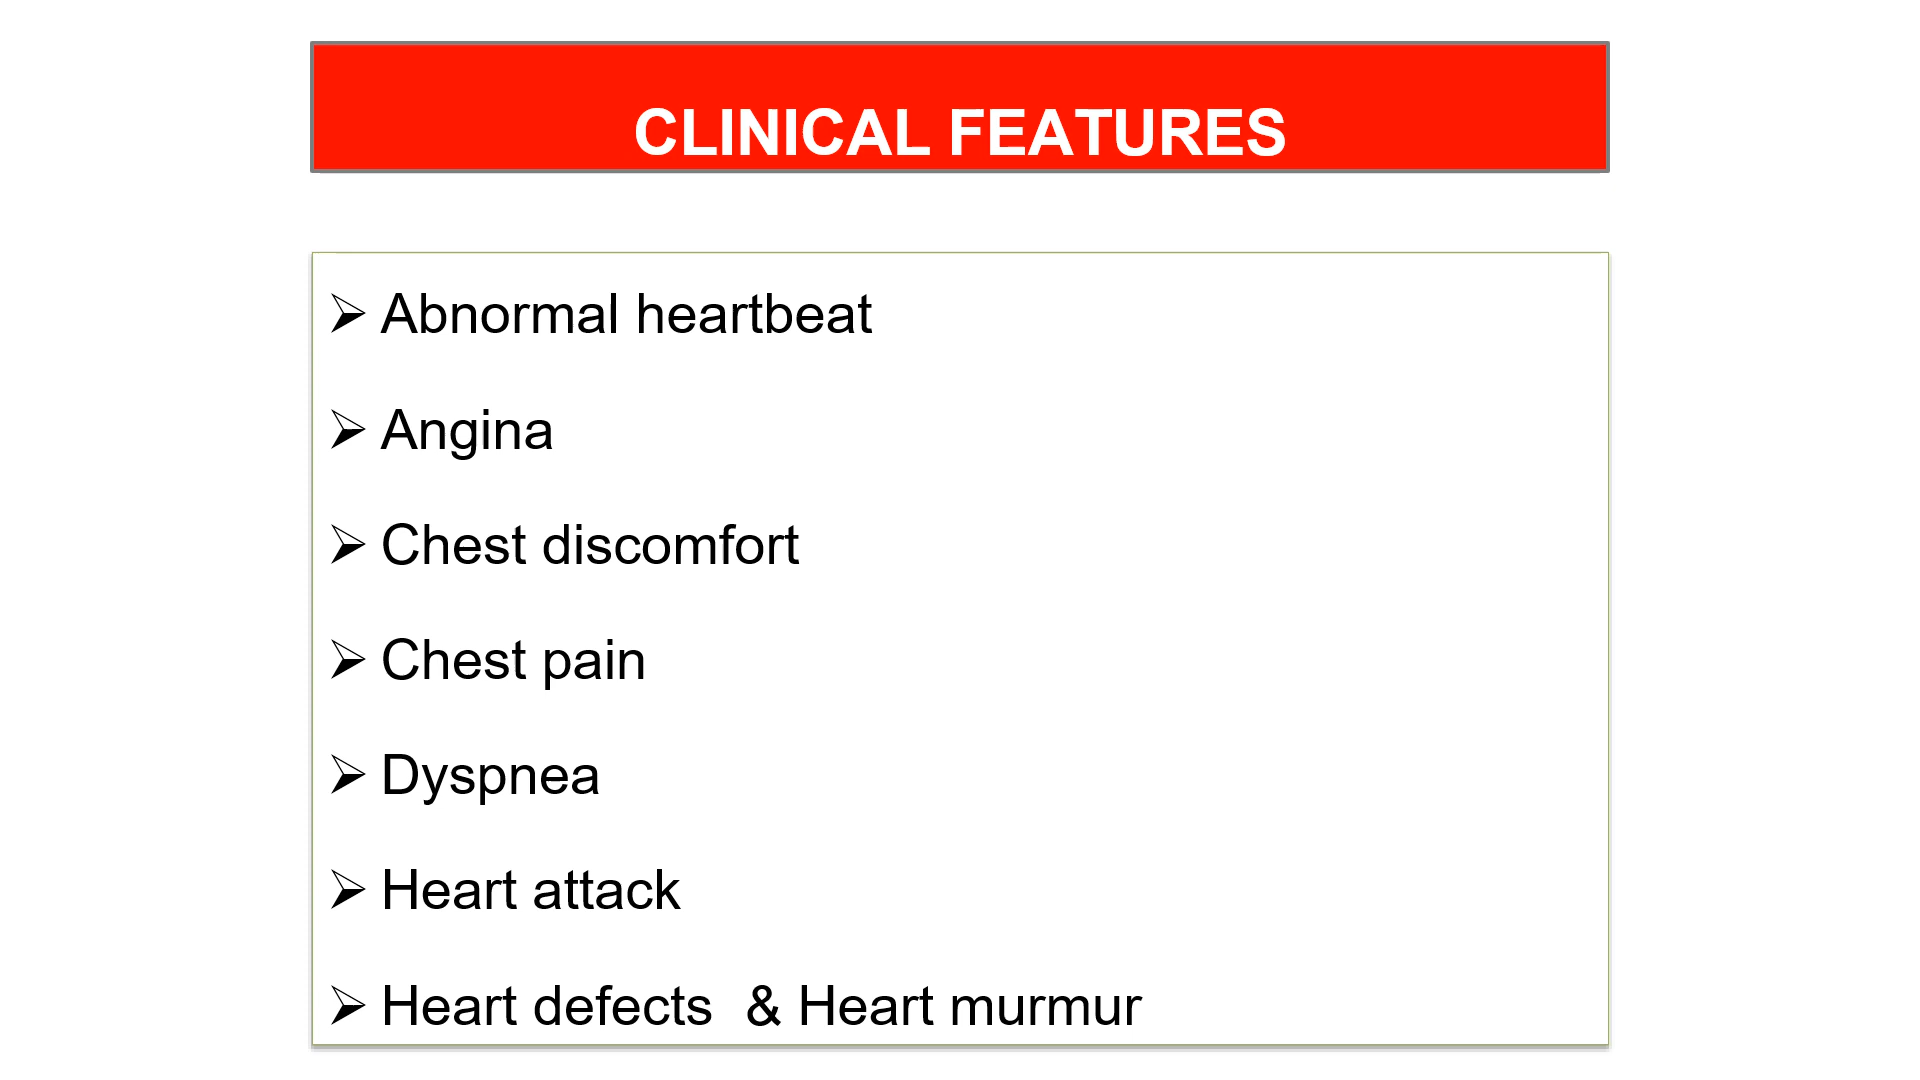 CLINICAL FEATURES
➢ Abnormal heartbeat
➢ Angina
➢ Chest discomfort
➢ Chest pain
➢ Dyspnea
➢ Heart attack
➢ Heart defects  & Heart murmur